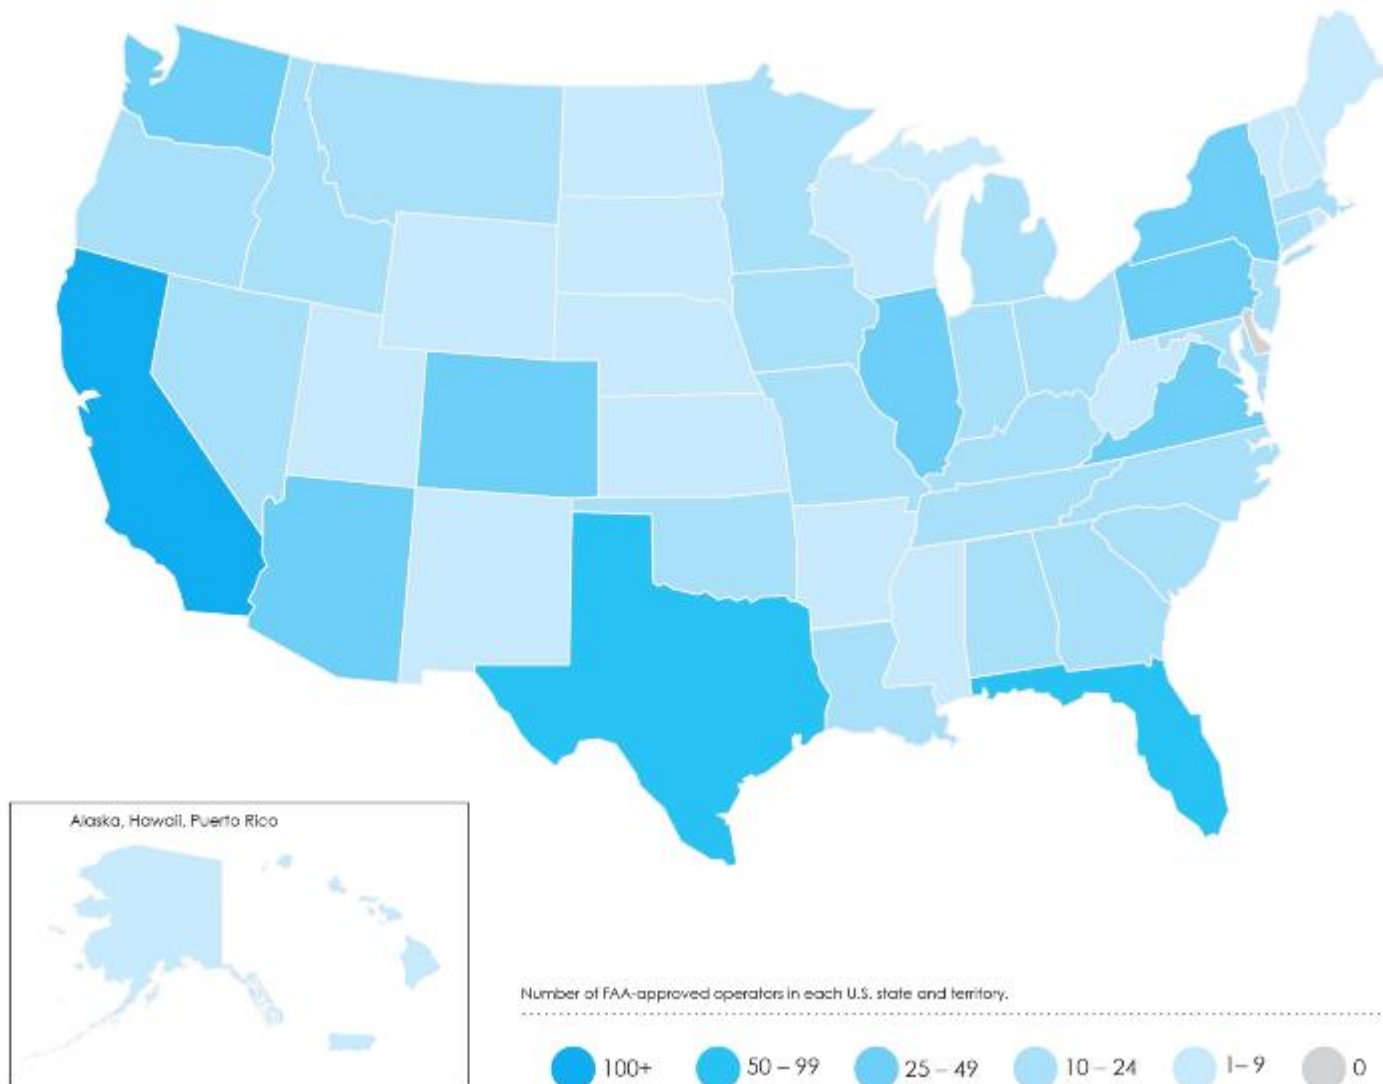 Alaska, Hawaii, Puerto Rico
Number of FAA-approved operators in each U.S. state and territory.
100+ 50 – 99 25 – 49 10 – 24 1– 9 0